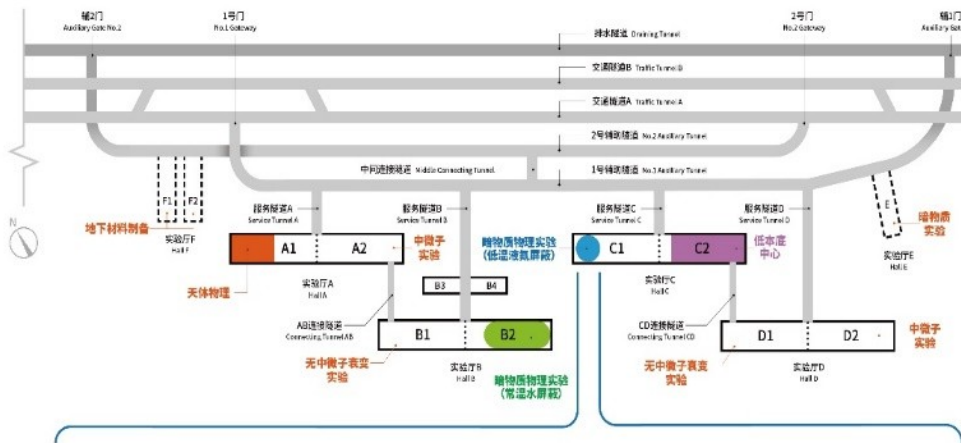 辅2门
Auxiliary Gate No.2
1号门
No.1 Gateway
2号门
No.2 Gateway
辅1门
Auxiliary Gat
排水隧道 Draining Tunnel
交通隧道B Traffic Tunnel B
交通隧道A Traffic Tunnel A
2号辅助隧道 No.2 Auxiliary Tunnel
中间连接隧道 Middle Connecting Tunnel
1号辅助隧道 No.1 Auxiliary Tunnel
服务隧道A
Service Tunnel A
服务隧道B
Service Tunnel B
服务隧道C
Service Tunnel C
服务隧道D
Service Tunnel D
F1
F2
E
N
地下材料制备
实验厅F
Hall F
暗物质
实验
实验厅E
Hall E
A1
A2
中微子
实验
天体物理
实验厅A
Hall A
暗物质物理实验
(低温液氮屏蔽)
C1
C2
低本底
中心
实验厅C
Hall C
B3
B4
AB连接隧道
Connecting Tunnel AB
B1
B2
无中微子衰变
实验
实验厅B
Hall B
暗物质物理实验
(常温水屏蔽)
CD连接隧道
Connecting Tunnel CD
D1
D2
中微子
实验
无中微子衰变
实验
实验厅D
Hall D